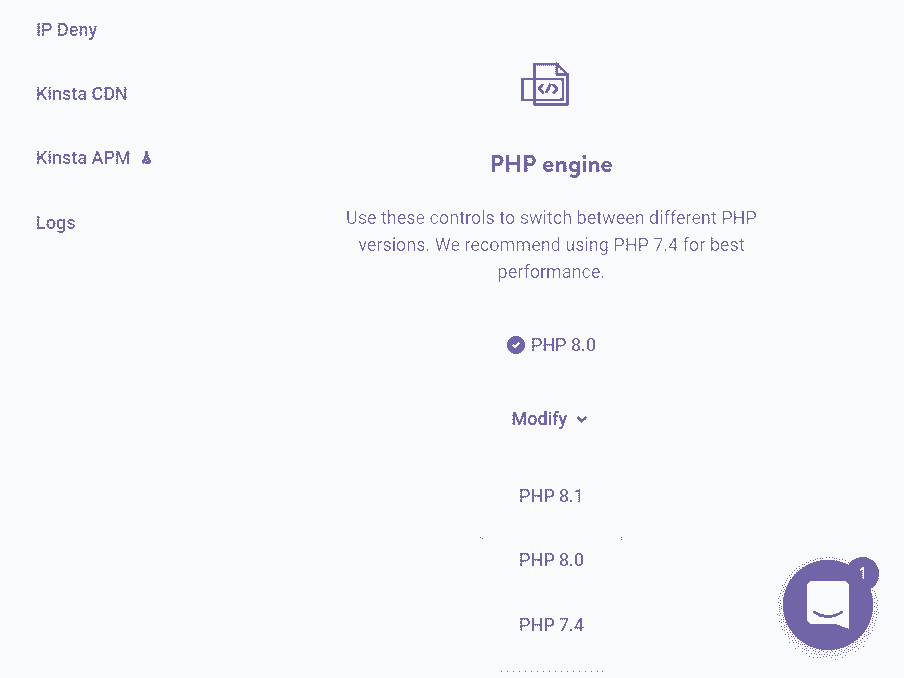 IP Deny
Kinsta CDN
Kinsta APM
Logs
</>
PHP engine
Use these controls to switch between different PHP
versions. We recommend using PHP 7.4 for best
performance.
PHP 8.0
Modify
PHP 8.1
PHP 8.0
PHP 7.4
1